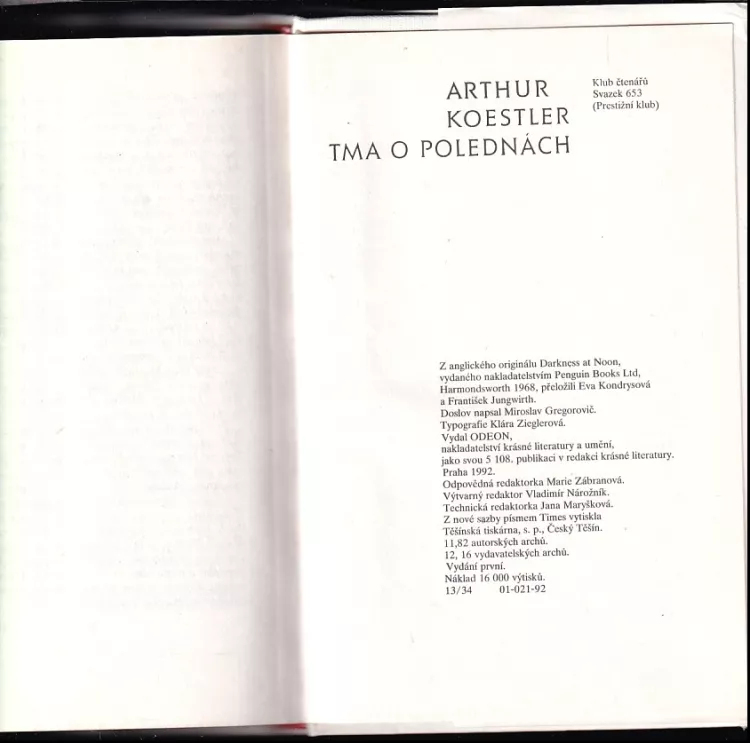 ARTHUR
KOESTLER
TMA O POLEDNÁCH
Klub čtenářů
Svazek 653
(Prestižní klub)
Z anglického originálu Darkness at Noon,
vydaného nakladatelstvím Penguin Books Ltd,
Harmondsworth 1968, přeložili Eva Kondrysová
a František Jungwirth.
Doslov napsal Miroslav Gregorovič.
Typografie Klára Zieglerová.
Vydal ODEON,
nakladatelství krásné literatury a umění,
jako svou 5 108. publikaci v redakci krásné literatury.
Praha 1992.
Odpovědná redaktorka Marie Zábranová.
Výtvarný redaktor Vladimír Nárožník.
Technická redaktorka Jana Maryšková.
Z nové sazby písmem Times vytiskla
Těšínská tiskárna, s. p., Český Těšín.
11,82 autorských archů.
12, 16 vydavatelských archů.
Vydání první.
Náklad 16 000 výtisků.
13/34 01-021-92